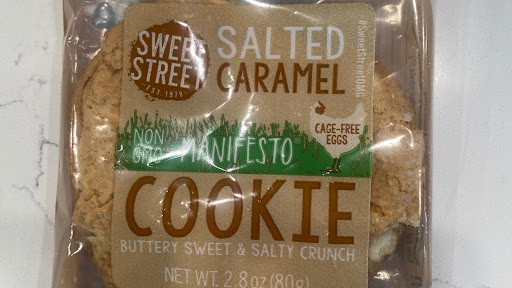 SWEET
STREET
EST. 1979
SALTED
CARAMEL
#SweetStreetUMG
NON
GMO
MANIFESTO
CAGE-FREE
EGGS
COOKIE
BUTTERY SWEET & SALTY CRUNCH
NET WT. 2.8 oz (80g)